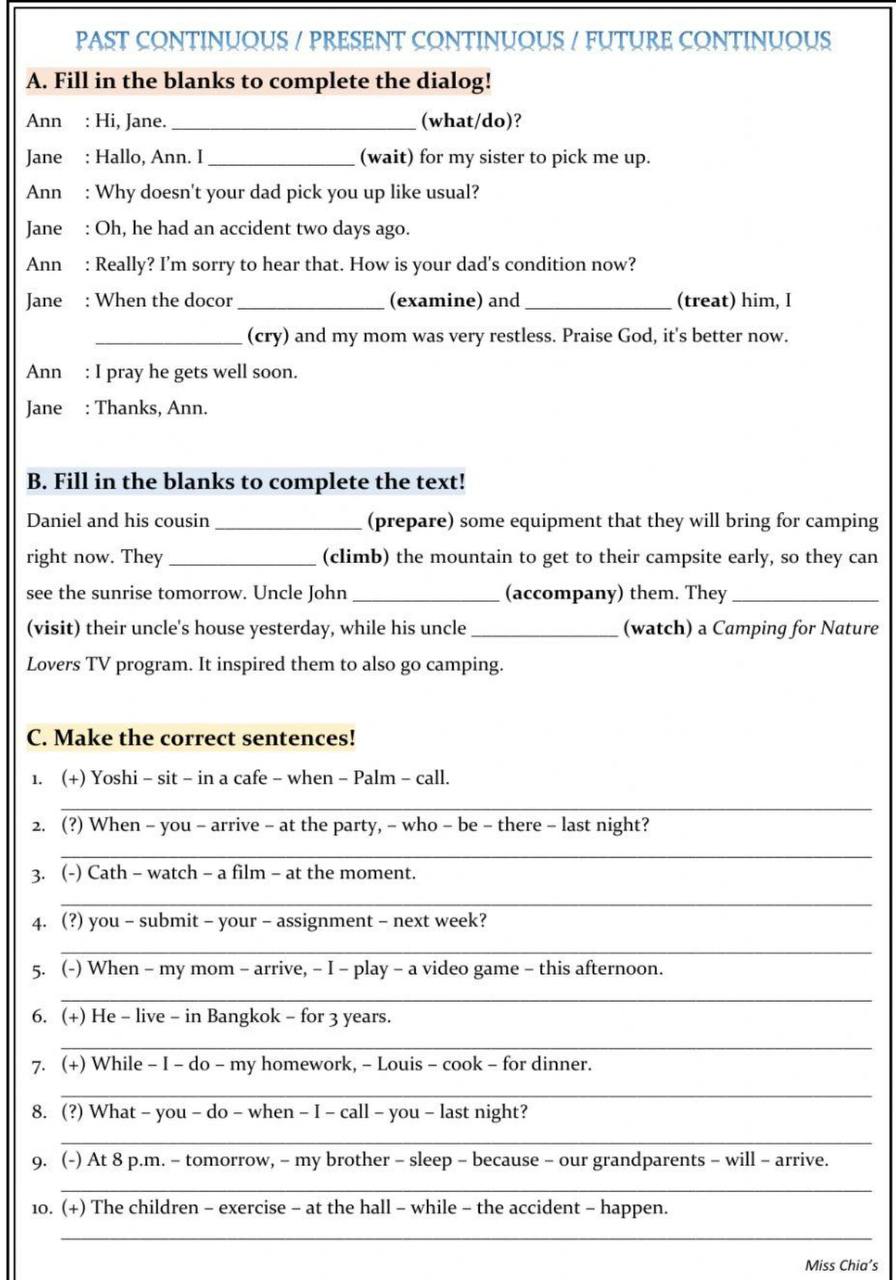 PAST CONTINUOUS / PRESENT CONTINUOUS / FUTURE CONTINUOUS
A. Fill in the blanks to complete the dialog!
Ann : Hi, Jane. _________________________ (what/do)?
Jane : Hallo, Ann. I _______________ (wait) for my sister to pick me up.
Ann : Why doesn't your dad pick you up like usual?
Jane : Oh, he had an accident two days ago.
Ann : Really? I'm sorry to hear that. How is your dad's condition now?
Jane : When the docor _______________ (examine) and _______________ (treat) him, I
_______________ (cry) and my mom was very restless. Praise God, it's better now.
Ann : I pray he gets well soon.
Jane : Thanks, Ann.
B. Fill in the blanks to complete the text!
Daniel and his cousin _______________ (prepare) some equipment that they will bring for camping
right now. They _______________ (climb) the mountain to get to their campsite early, so they can
see the sunrise tomorrow. Uncle John _______________ (accompany) them. They _______________
(visit) their uncle's house yesterday, while his uncle _______________ (watch) a Camping for Nature
Lovers TV program. It inspired them to also go camping.
C. Make the correct sentences!
1. (+) Yoshi – sit – in a cafe – when – Palm – call.
2. (?) When – you – arrive – at the party, – who – be – there – last night?
3. (-) Cath – watch – a film – at the moment.
4. (?) you – submit – your – assignment – next week?
5. (-) When – my mom – arrive, – I – play – a video game – this afternoon.
6. (+) He – live – in Bangkok – for 3 years.
7. (+) While – I – do – my homework, – Louis – cook – for dinner.
8. (?) What – you – do – when – I – call – you – last night?
9. (-) At 8 p.m. – tomorrow, – my brother – sleep – because – our grandparents – will – arrive.
10. (+) The children – exercise – at the hall – while – the accident – happen.
Miss Chia's